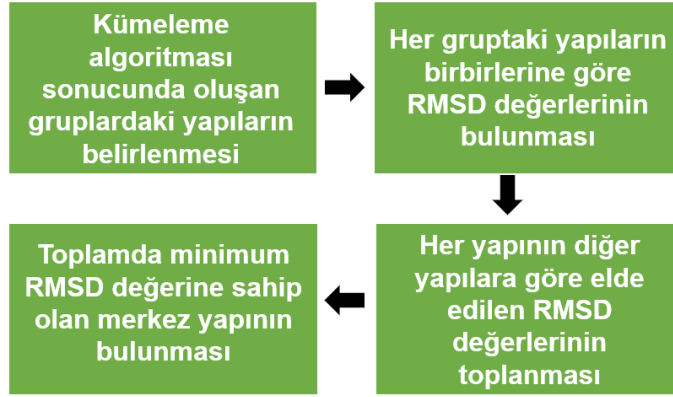 Kümeleme
algoritması
sonucunda oluşan
gruplardaki yapıların
belirlenmesi
Her gruptaki yapıların
birbirlerine göre
RMSD değerlerinin
bulunması
Her yapının diğer
yapılara göre elde
edilen RMSD
değerlerinin
toplanması
Toplamda minimum
RMSD değerine sahip
olan merkez yapının
bulunması